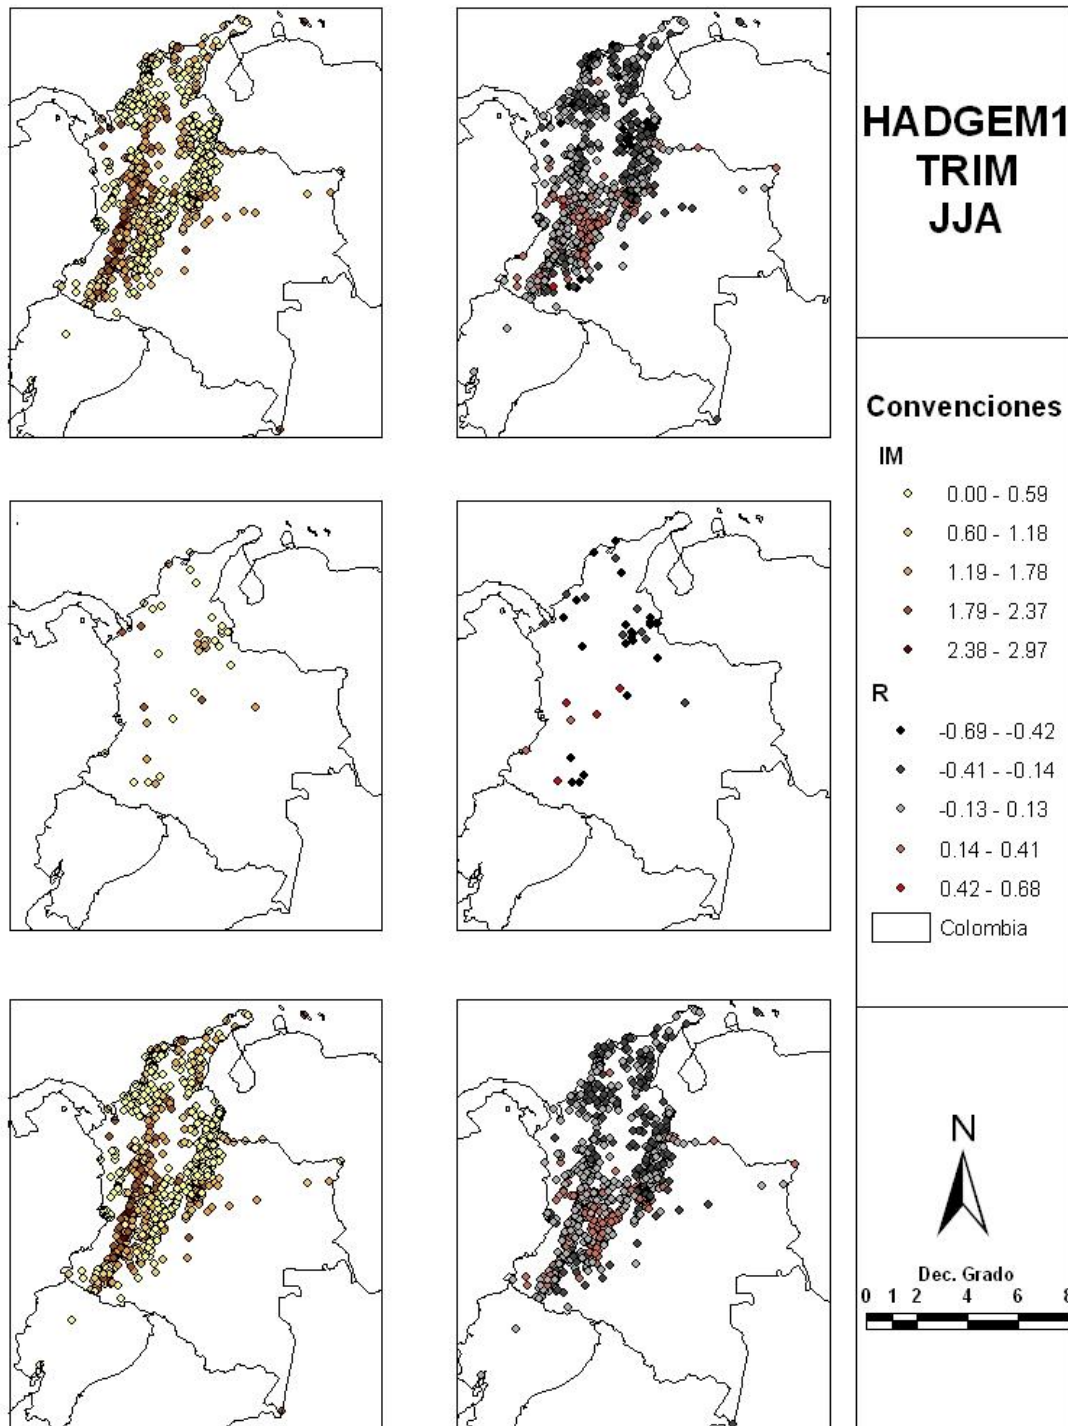 HADGEM1
TRIM
JJA
Convenciones
IM
0.00 - 0.59
0.60 - 1.18
1.19 - 1.78
1.79 - 2.37
2.38 - 2.97
R
-0.69 - -0.42
-0.41 - -0.14
-0.13 - 0.13
0.14 - 0.41
0.42 - 0.68
Colombia
N
Dec. Grado
0 1 2 4 6 8